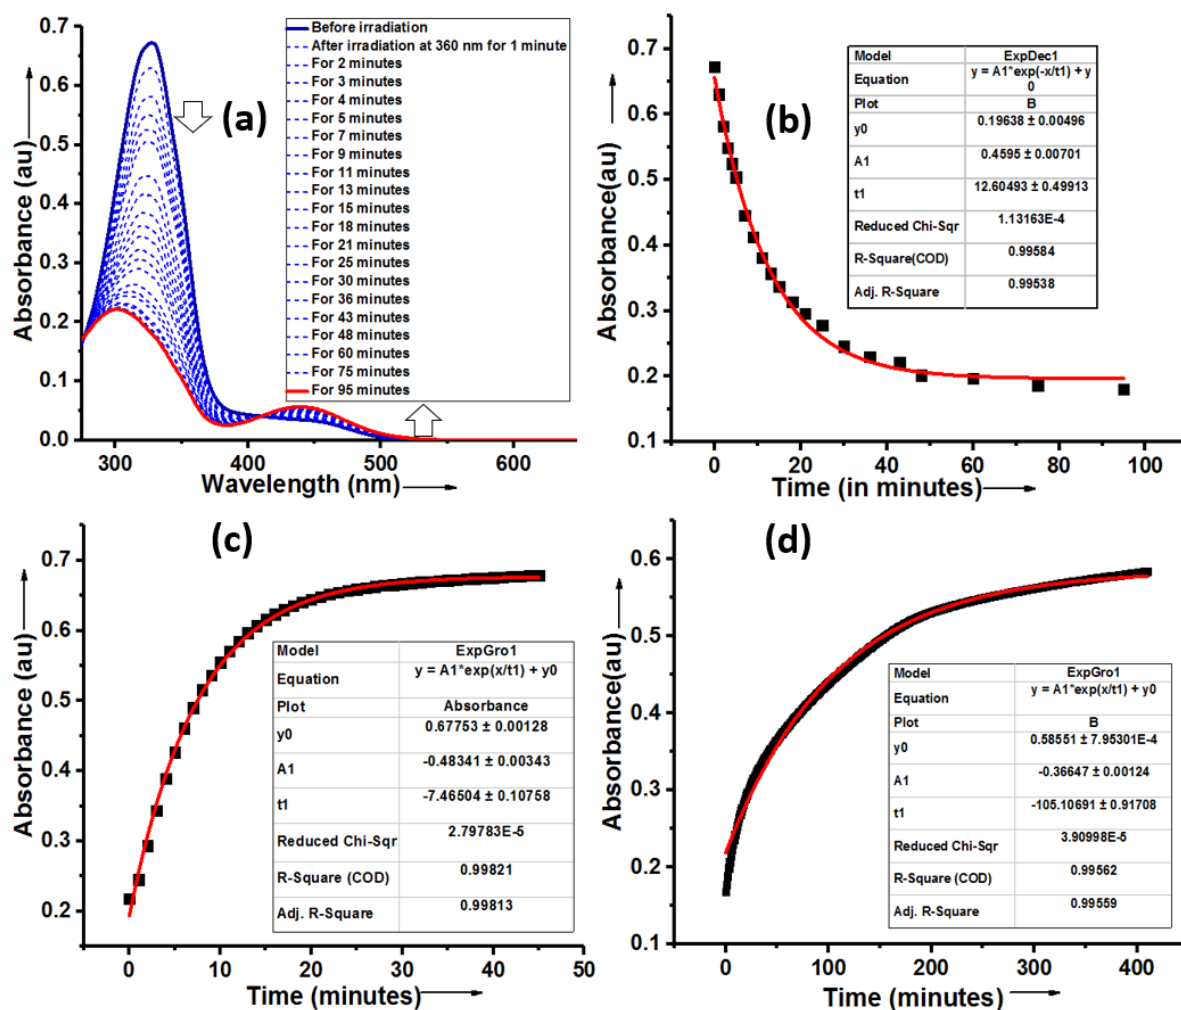 (a)
Absorbance (au)
0.7
0.6
0.5
0.4
0.3
0.2
0.1
0.0
300
400
500
600
Wavelength (nm)
Before irradiation
After irradiation at 360 nm for 1 minute
For 2 minutes
For 3 minutes
For 4 minutes
For 5 minutes
For 7 minutes
For 9 minutes
For 11 minutes
For 13 minutes
For 15 minutes
For 18 minutes
For 21 minutes
For 25 minutes
For 30 minutes
For 36 minutes
For 43 minutes
For 48 minutes
For 60 minutes
For 75 minutes
For 95 minutes
(b)
Absorbance(au)
0.7
0.6
0.5
0.4
0.3
0.2
0.1
0
20
40
60
80
100
Time (in minutes)
Model ExpDec1
Equation y = A1*exp(-x/t1) + y
0
Plot B
y0 0.19638 ± 0.00496
A1 0.4595 ± 0.00701
t1 12.60493 ± 0.49913
Reduced Chi-Sqr 1.13163E-4
R-Square(COD) 0.99584
Adj. R-Square 0.99538
(c)
Absorbance (au)
0.7
0.6
0.5
0.4
0.3
0.2
0
10
20
30
40
50
Time (minutes)
Model ExpGro1
Equation y = A1*exp(x/t1) + y0
Plot Absorbance
y0 0.67753 ± 0.00128
A1 -0.48341 ± 0.00343
t1 -7.46504 ± 0.10758
Reduced Chi-Sqr 2.79783E-5
R-Square (COD) 0.99821
Adj. R-Square 0.99813
(d)
Absorbance(au)
0.6
0.5
0.4
0.3
0.2
0.1
0
100
200
300
400
Time (minutes)
Model ExpGro1
Equation y = A1*exp(x/t1) + y0
Plot B
y0 0.58551 ± 7.95301E-4
A1 -0.36647 ± 0.00124
t1 -105.10691 ± 0.91708
Reduced Chi-Sqr 3.90998E-5
R-Square (COD) 0.99562
Adj. R-Square 0.99559